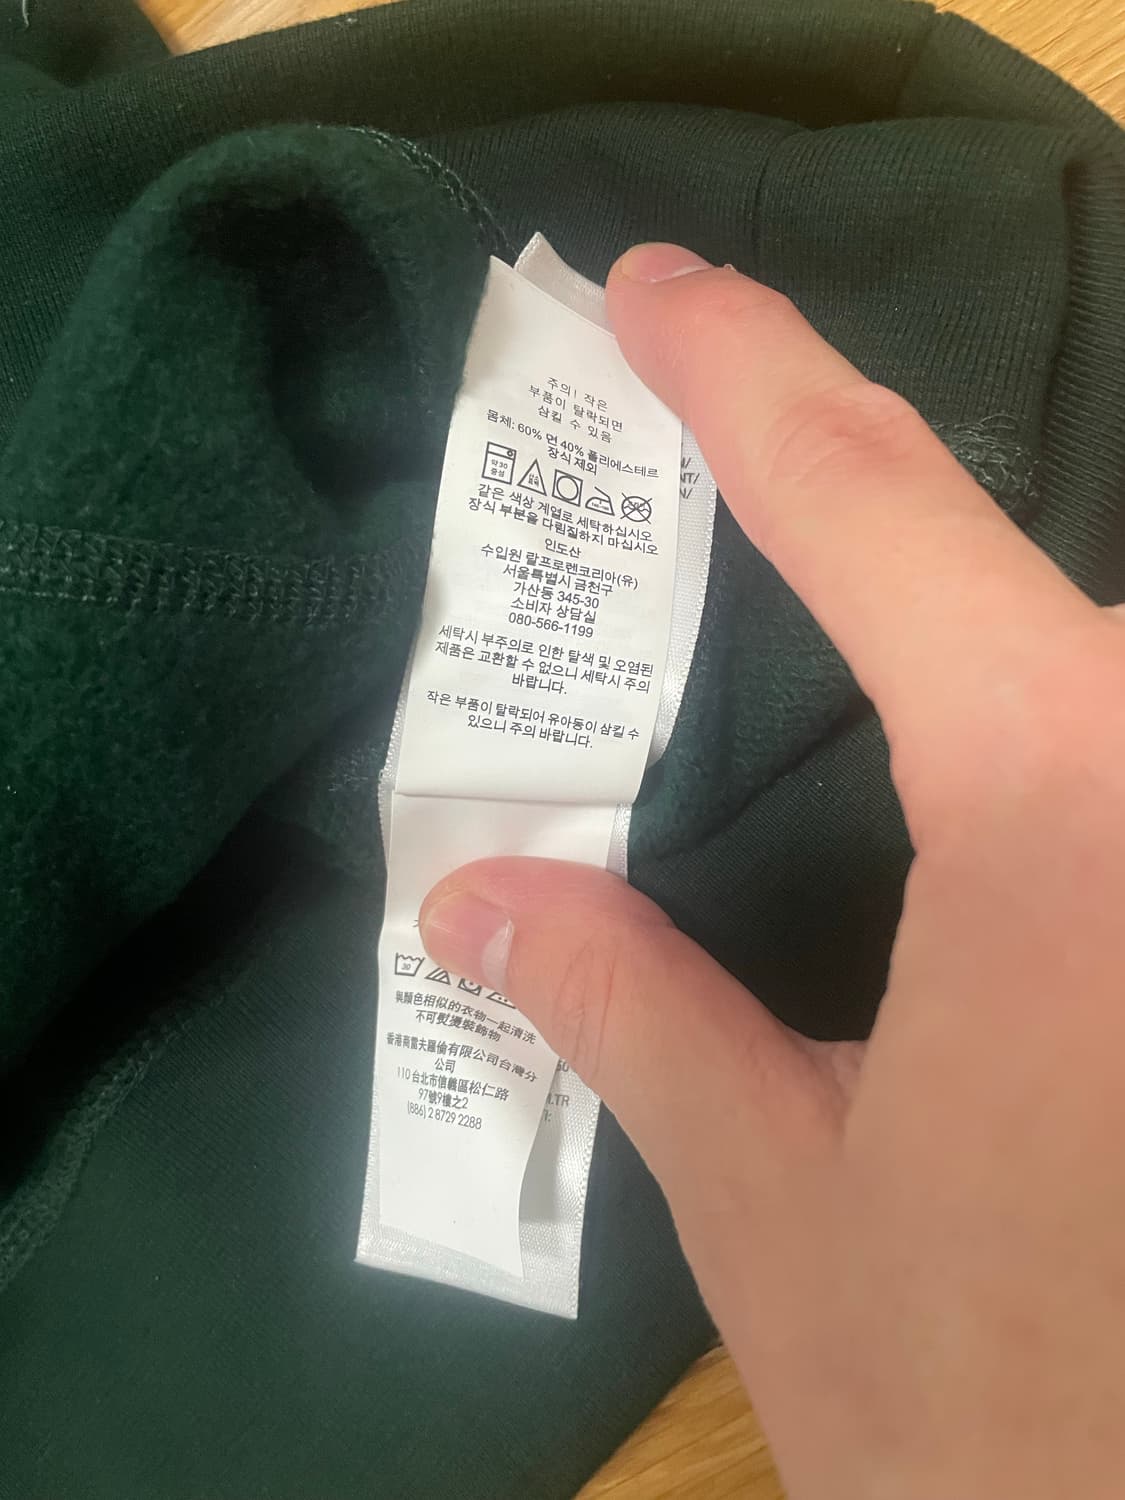 주의! 작은
부품이 탈락되면
삼킬 수 있음
몸체: 60% 면 40% 폴리에스테르
장식 제외
약 30
중성
같은 색상 계열로 세탁하십시오
장식 부분을 다림질하지 마십시오
인도산
수입원 랄프로렌코리아(유)
서울특별시 금천구
가산동 345-30
소비자 상담실
080-566-1199
세탁시 부주의로 인한 탈색 및 오염된
제품은 교환할 수 없으니 세탁시 주의
바랍니다.
작은 부품이 탈락되어 유아동이 삼킬 수
있으니 주의 바랍니다.
30
與顏色相似的衣物一起清洗
不可熨燙裝飾物
香港商雷夫羅倫有限公司台灣分
公司
110 台北市信義區松仁路
97號9樓之2
(886) 2 8729 2288